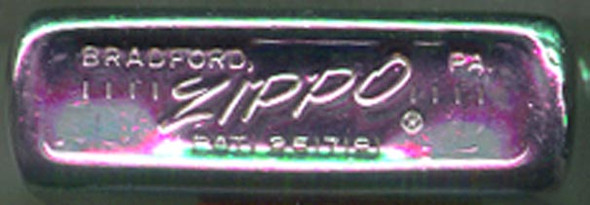 BRADFORD, PA.
| | | | ZIPPO | | | |
®
PAT. 2517191